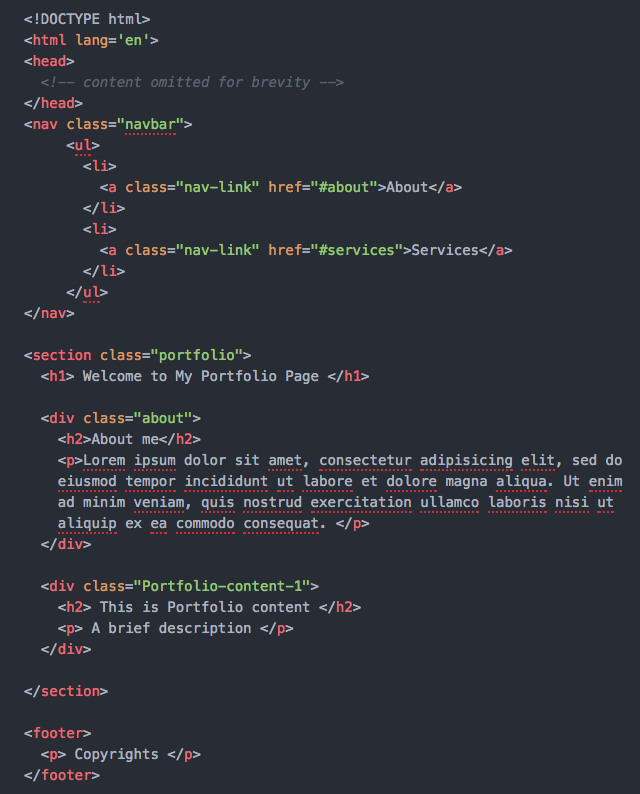 <!DOCTYPE html>
<html lang='en'>
<head>
<!-- content omitted for brevity -->
</head>
<nav class="navbar">
<ul>
<li>
<a class="nav-link" href="#about">About</a>
</li>
<li>
<a class="nav-link" href="#services">Services</a>
</li>
</ul>
</nav>
<section class="portfolio">
<h1> Welcome to My Portfolio Page </h1>
<div class="about">
<h2>About me</h2>
<p>Lorem ipsum dolor sit amet, consectetur adipisicing elit, sed do
eiusmod tempor incididunt ut labore et dolore magna aliqua. Ut enim
ad minim veniam, quis nostrud exercitation ullamco laboris nisi ut
aliquip ex ea commodo consequat. </p>
</div>
<div class="Portfolio-content-1">
<h2> This is Portfolio content </h2>
<p> A brief description </p>
</div>
</section>
<footer>
<p> Copyrights </p>
</footer>